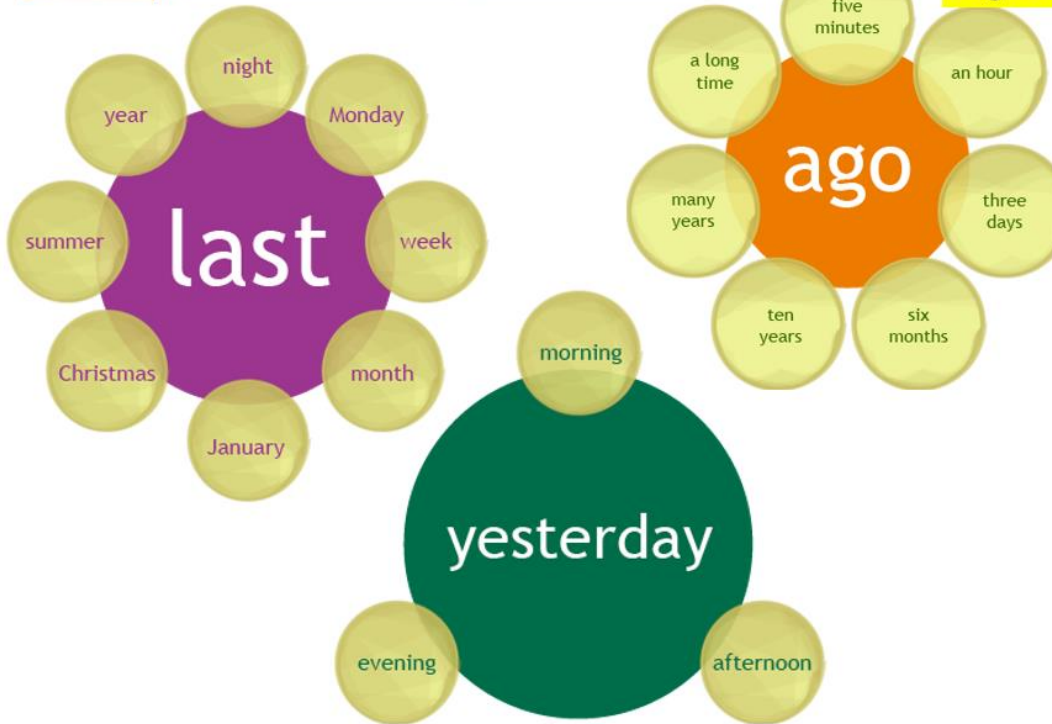 last
night
Monday
week
month
January
Christmas
summer
year
ago
five
minutes
an hour
three
days
six
months
ten
years
many
years
a long
time
yesterday
morning
afternoon
evening